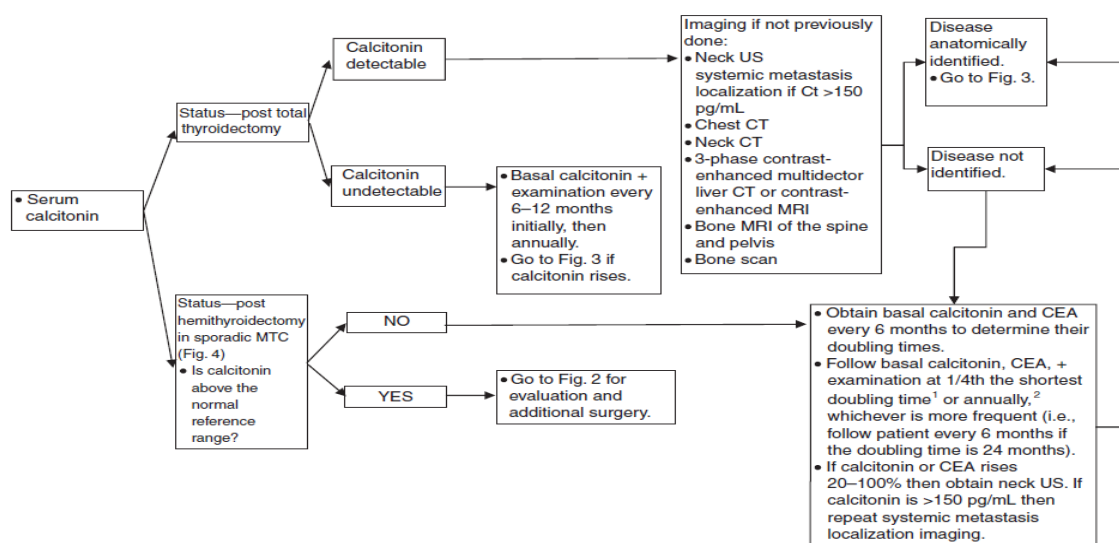 • Serum
calcitonin
Status—post total
thyroidectomy
Calcitonin
detectable
Calcitonin
undetectable
• Basal calcitonin +
examination every
6–12 months
initially, then
annually.
• Go to Fig. 3 if
calcitonin rises.
Imaging if not previously
done:
• Neck US
systemic metastasis
localization if Ct >150
pg/mL
• Chest CT
• Neck CT
• 3-phase contrast-
enhanced multidector
liver CT or contrast-
enhanced MRI
• Bone MRI of the spine
and pelvis
• Bone scan
Disease
anatomically
identified.
• Go to Fig. 3.
Disease not
identified.
Status—post
hemithyroidectomy
in sporadic MTC
(Fig. 4)
• Is calcitonin
above the
normal
reference
range?
NO
YES
• Go to Fig. 2 for
evaluation and
additional surgery.
• Obtain basal calcitonin and CEA
every 6 months to determine their
doubling times.
• Follow basal calcitonin, CEA, +
examination at 1/4th the shortest
doubling time¹ or annually,²
whichever is more frequent (i.e.,
follow patient every 6 months if
the doubling time is 24 months).
• If calcitonin or CEA rises
20–100% then obtain neck US. If
calcitonin is >150 pg/mL then
repeat systemic metastasis
localization imaging.